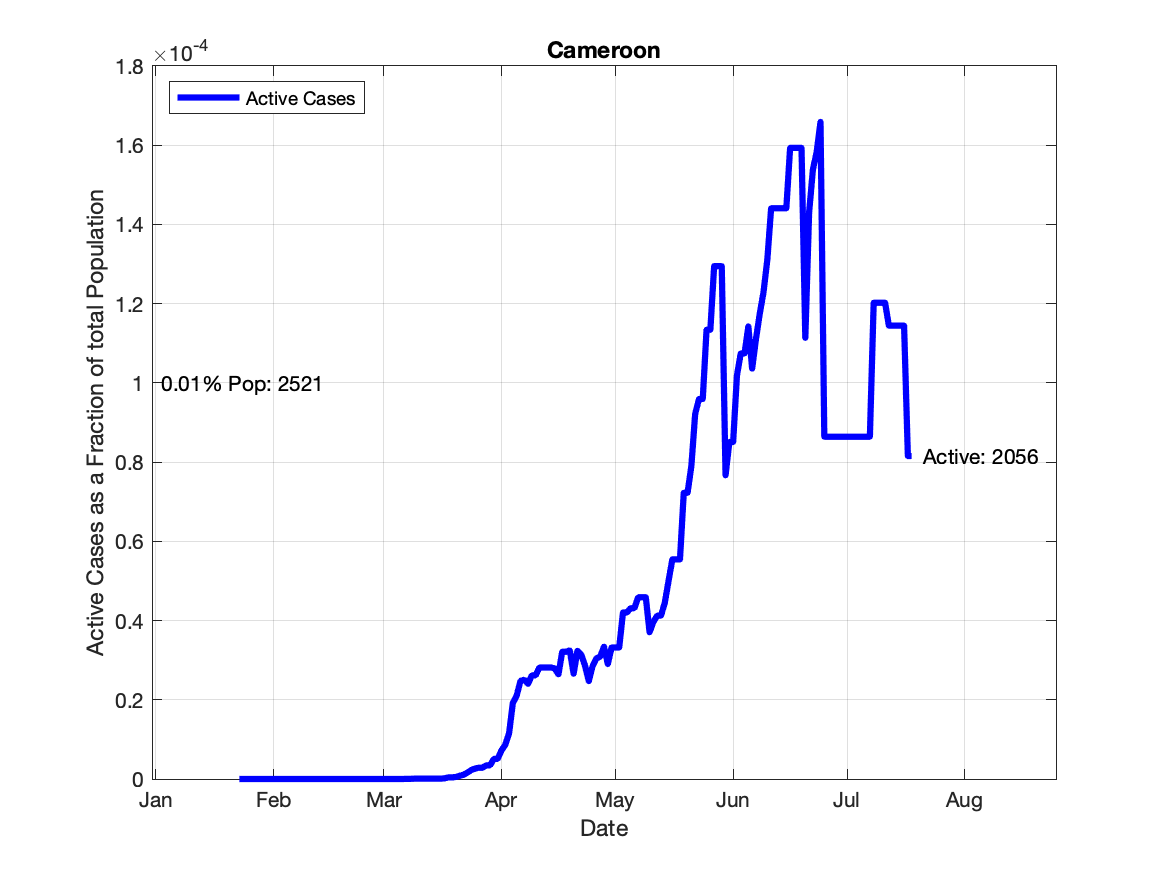 Cameroon
×10-4
Active Cases
1.8
1.6
1.4
1.2
1
0.8
0.6
0.4
0.2
0
Active Cases as a Fraction of total Population
0.01% Pop: 2521
Active: 2056
Jan Feb Mar Apr May Jun Jul Aug
Date